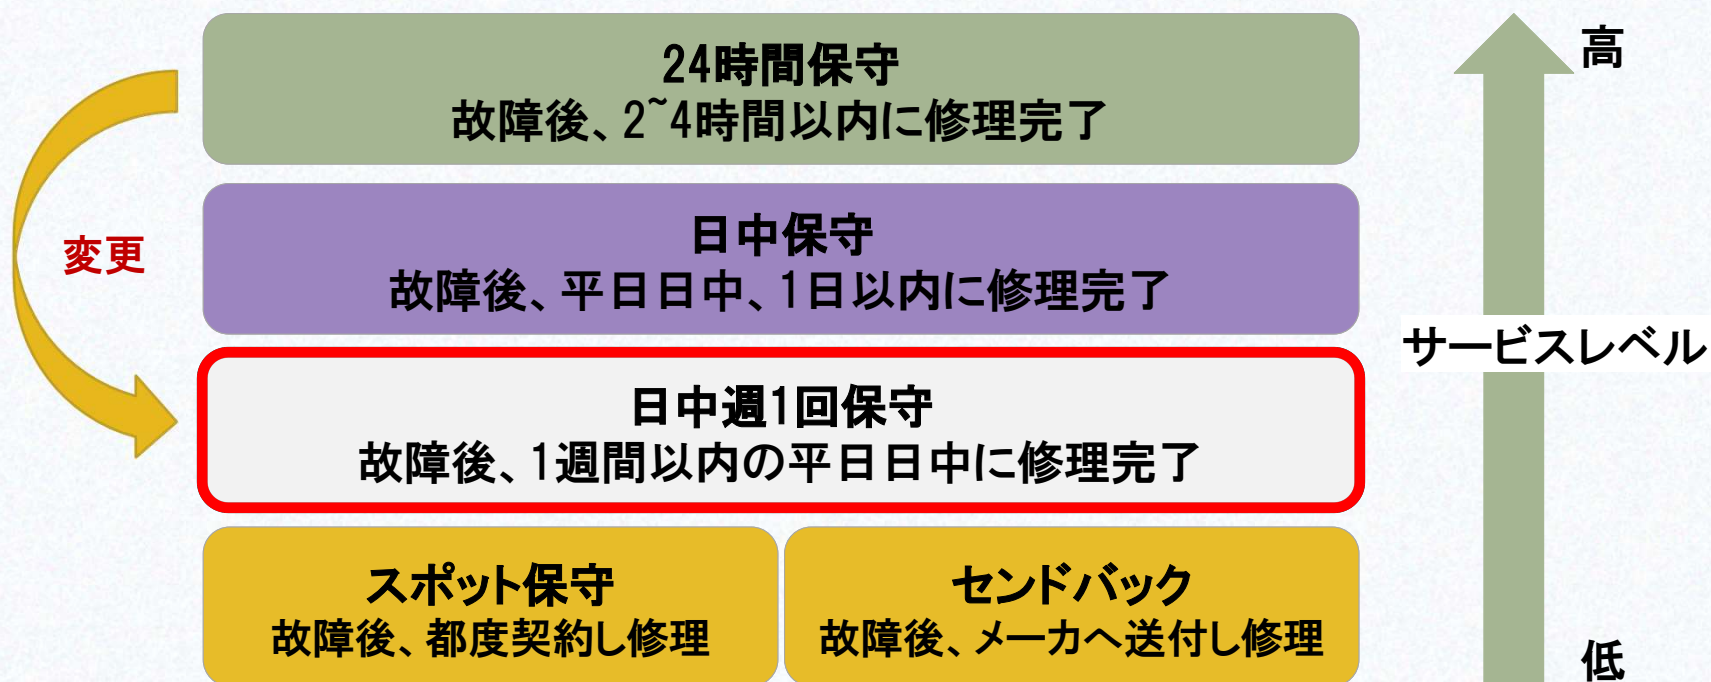 24時間保守
故障後、2~4時間以内に修理完了
高
日中保守
故障後、平日日中、1日以内に修理完了
変更
サービスレベル
日中週1回保守
故障後、1週間以内の平日日中に修理完了
スポット保守
故障後、都度契約し修理
センドバック
故障後、メーカへ送付し修理
低